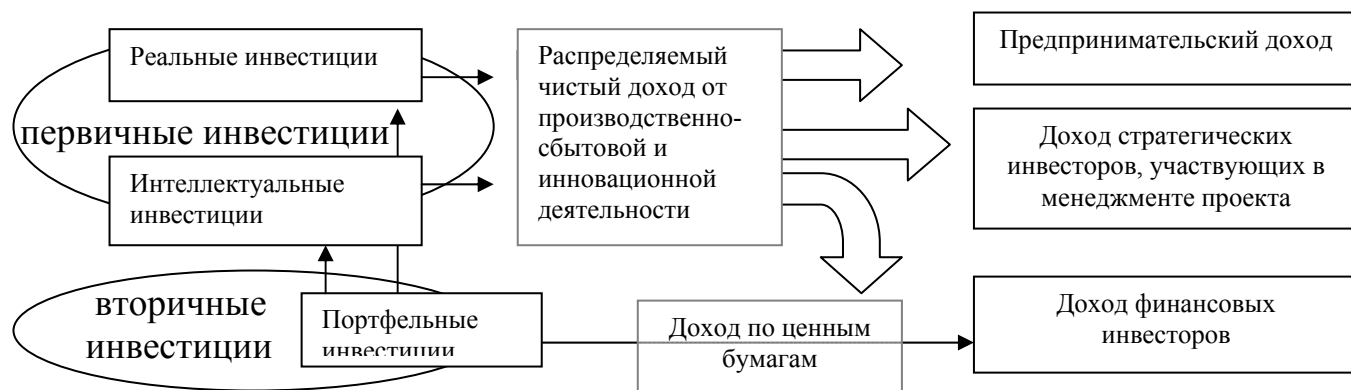 Реальные инвестиции
первичные инвестиции
Интеллектуальные
инвестиции
вторичные
инвестиции
Портфельные
инвестиции
Распределяемый
чистый доход от
производственно-
сбытовой и
инновационной
деятельности
Доход по ценным
бумагам
Предпринимательский доход
Доход стратегических
инвесторов, участвующих в
менеджменте проекта
Доход финансовых
инвесторов